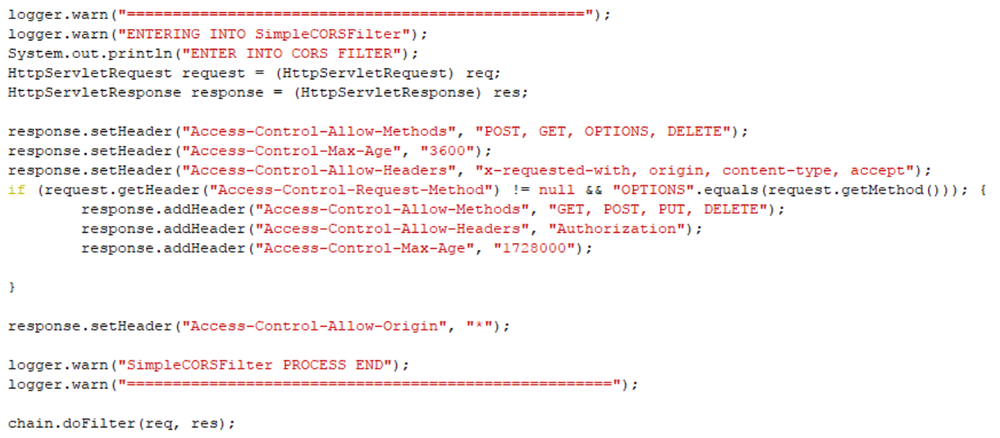 logger.warn("==================================================");
logger.warn("ENTERING INTO SimpleCORSFilter");
System.out.println("ENTER INTO CORS FILTER");
HttpServletRequest request = (HttpServletRequest) req;
HttpServletResponse response = (HttpServletResponse) res;
response.setHeader("Access-Control-Allow-Methods", "POST, GET, OPTIONS, DELETE");
response.setHeader("Access-Control-Max-Age", "3600");
response.setHeader("Access-Control-Allow-Headers", "x-requested-with, origin, content-type, accept");
if (request.getHeader("Access-Control-Request-Method") != null && "OPTIONS".equals(request.getMethod())); {
        response.addHeader("Access-Control-Allow-Methods", "GET, POST, PUT, DELETE");
        response.addHeader("Access-Control-Allow-Headers", "Authorization");
        response.addHeader("Access-Control-Max-Age", "1728000");
}
response.setHeader("Access-Control-Allow-Origin", "*");
logger.warn("SimpleCORSFilter PROCESS END");
logger.warn("=====================================================");
chain.doFilter(req, res);